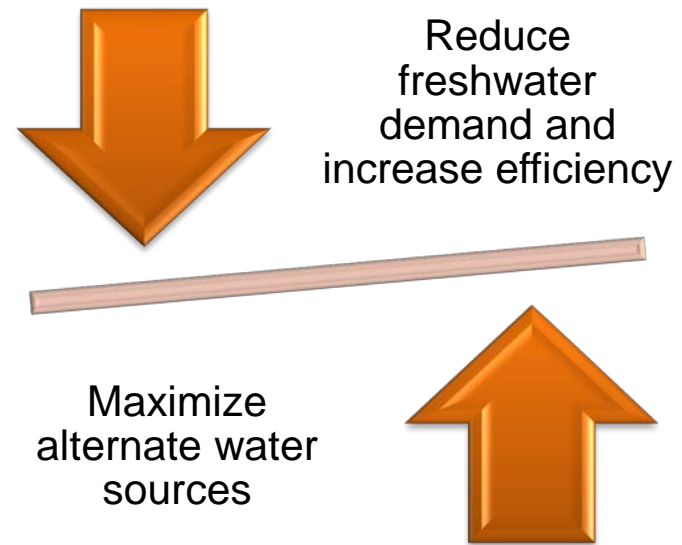 Reduce
freshwater
demand and
increase efficiency
Maximize
alternate water
sources